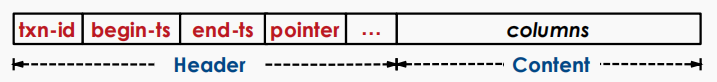 txn-id begin-ts end-ts pointer ... columns
Header Content